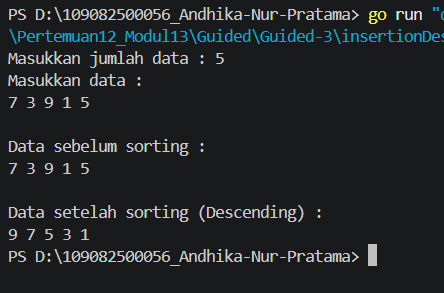 PS D:\109082500056_Andhika-Nur-Pratama> go run "d
\Pertemuan12_Modul13\Guided\Guided-3\insertionDes
Masukkan jumlah data : 5
Masukkan data :
7 3 9 1 5
Data sebelum sorting :
7 3 9 1 5
Data setelah sorting (Descending) :
9 7 5 3 1
PS D:\109082500056_Andhika-Nur-Pratama>